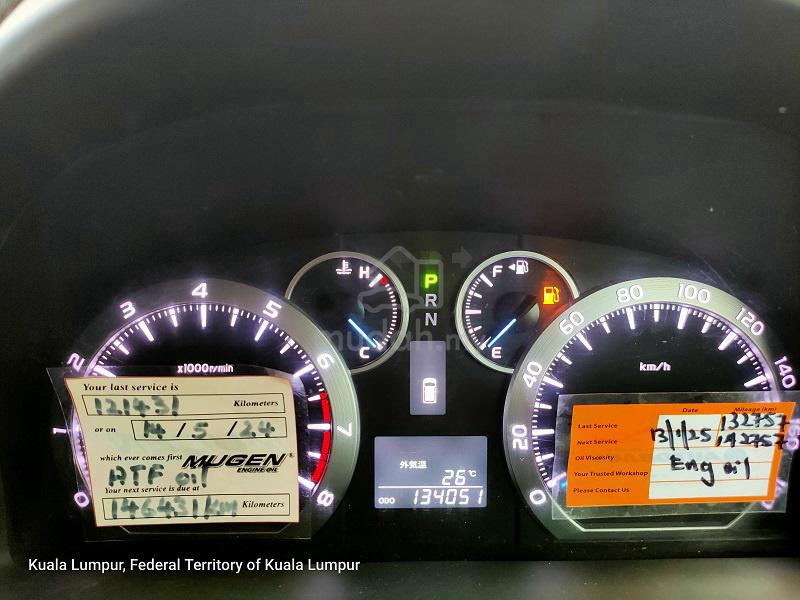 H
C
P
R
N
F
E
mudah.m
0
1
2
3
4
5
6
7
8
x1000r/min
0
20
40
60
80
100
120
140
km/h
外気温
26℃
ODO 134051
Your last service is
121431 Kilometers
or on 14/5/24
which ever comes first
MUGEN
ENGINE OIL
ATF oil
Your next service is due at
146431km Kilometers
Date Mileage (km)
Last Service 132757
Next Service 13/1/25 142757
Oil Viscosity Eng oil
Your Trusted Workshop
Please Contact Us
Kuala Lumpur, Federal Territory of Kuala Lumpur